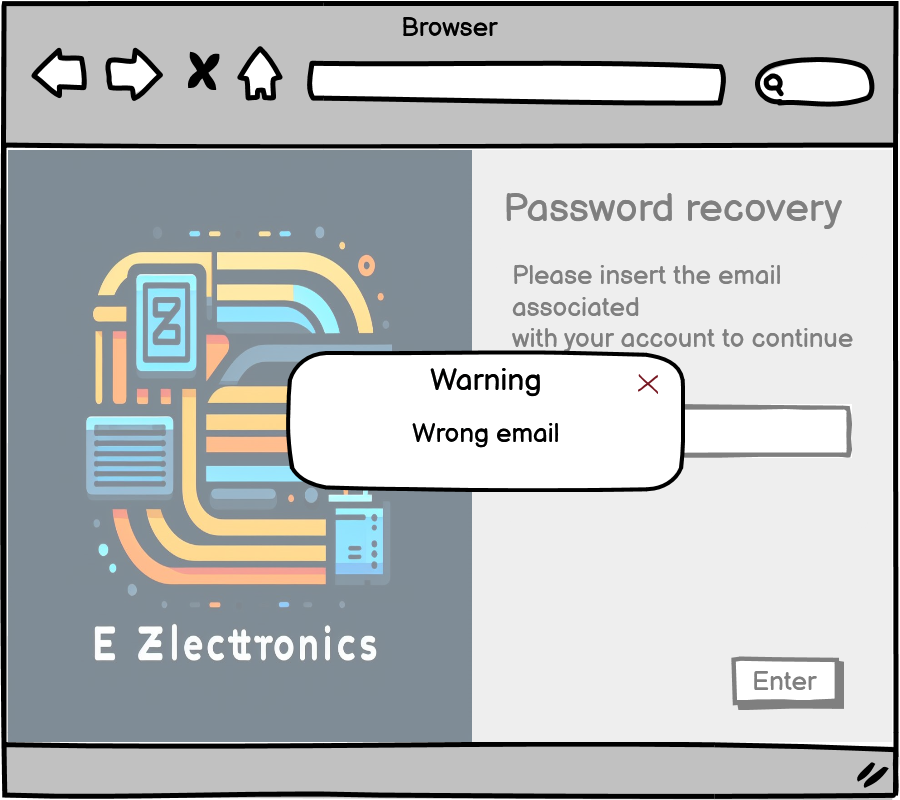 Browser
Password recovery
Please insert the email
associated
with your account to continue
Warning
Wrong email
E Zlecttronics
Enter